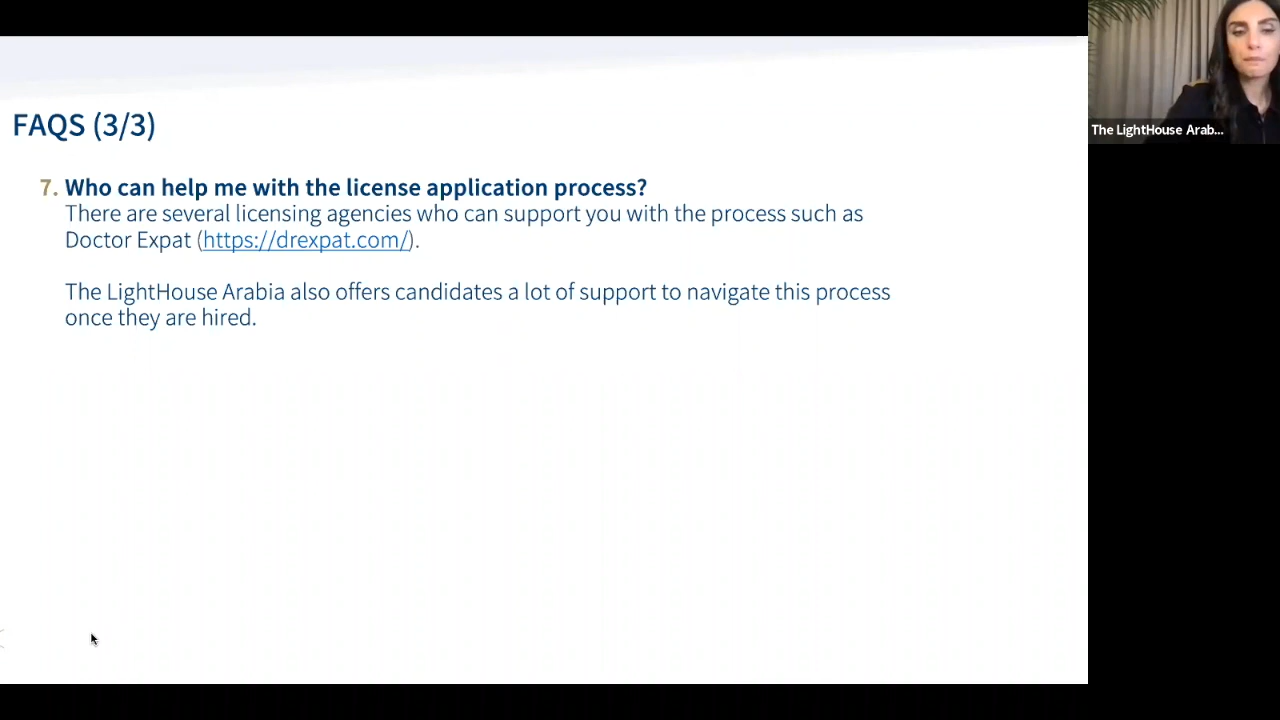 FAQS (3/3)
7. Who can help me with the license application process?
There are several licensing agencies who can support you with the process such as
Doctor Expat (https://drexpat.com/).
The LightHouse Arabia also offers candidates a lot of support to navigate this process
once they are hired.
The LightHouse Arab...